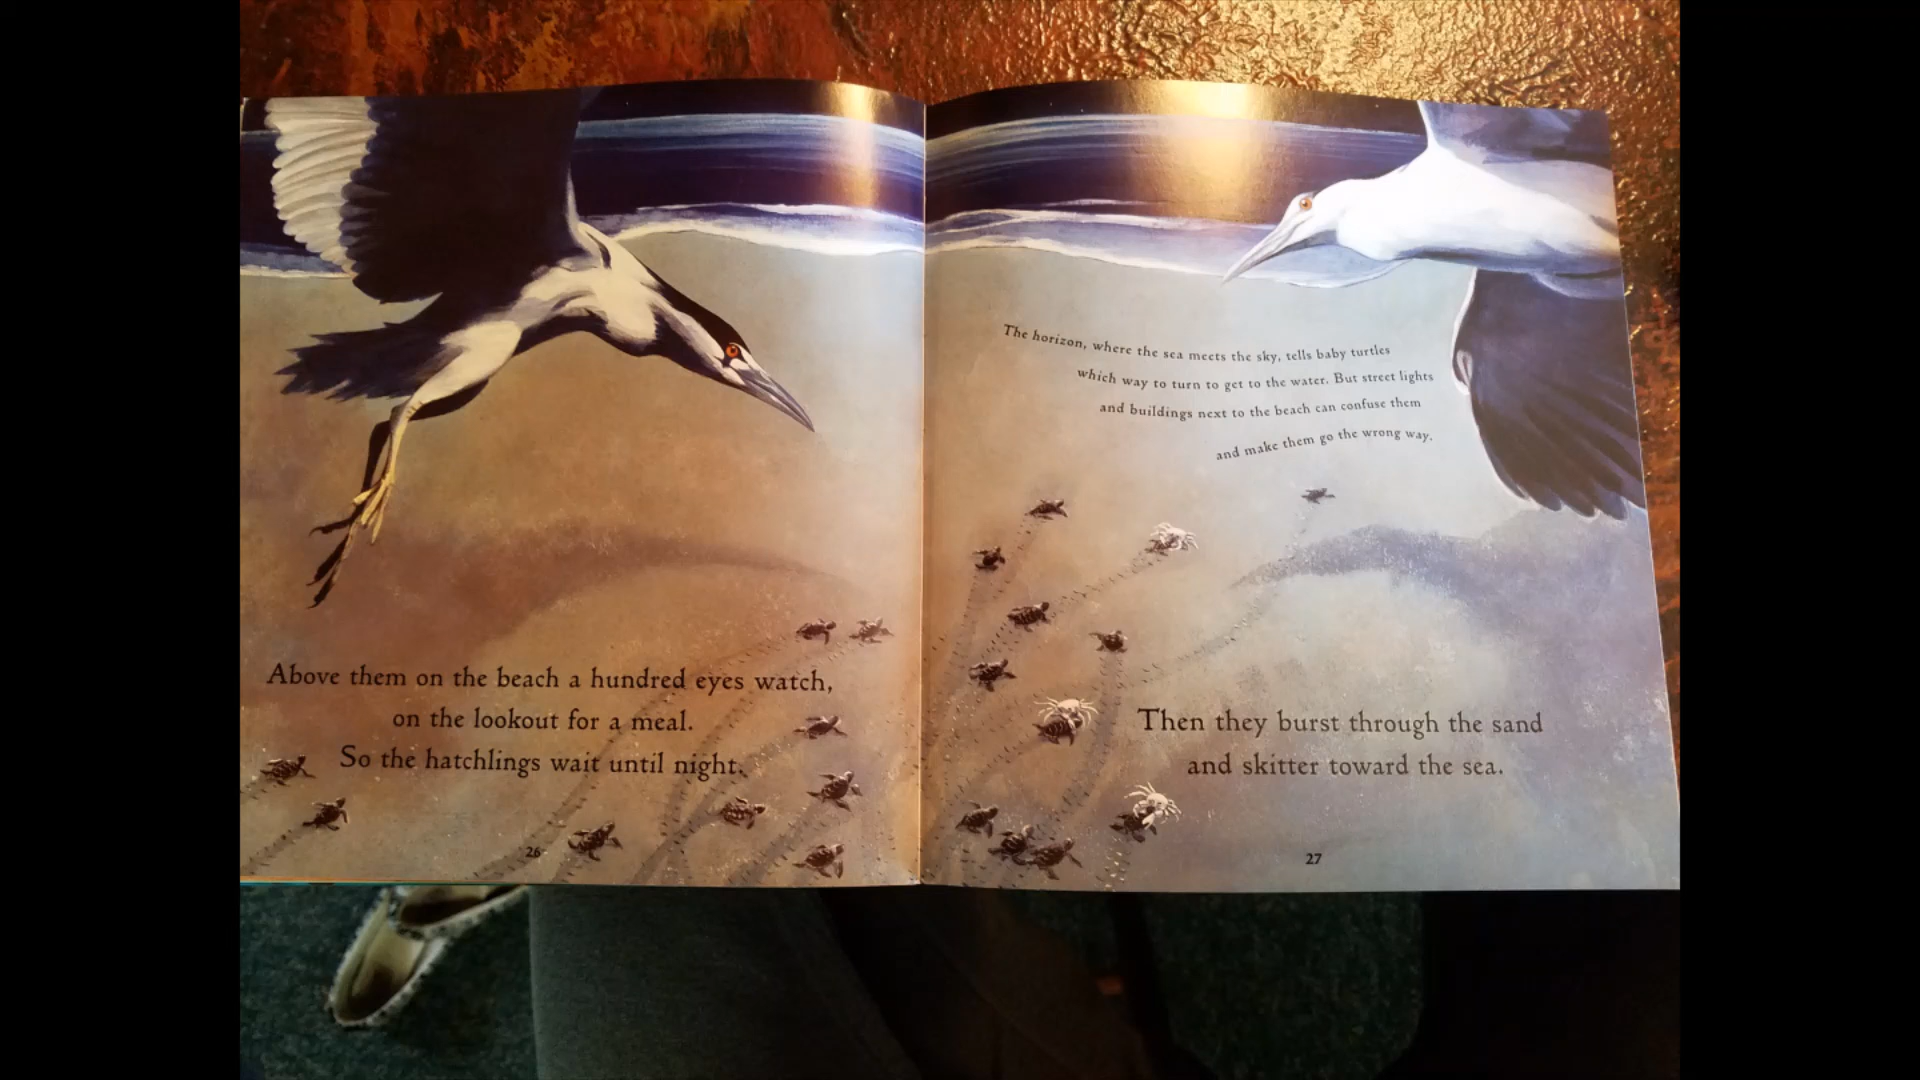 Above them on the beach a hundred eyes watch,
on the lookout for a meal.
So the hatchlings wait until night.
26
The horizon, where the sea meets the sky, tells baby turtles
which way to turn to get to the water. But street lights
and buildings next to the beach can confuse them
and make them go the wrong way.
Then they burst through the sand
and skitter toward the sea.
27